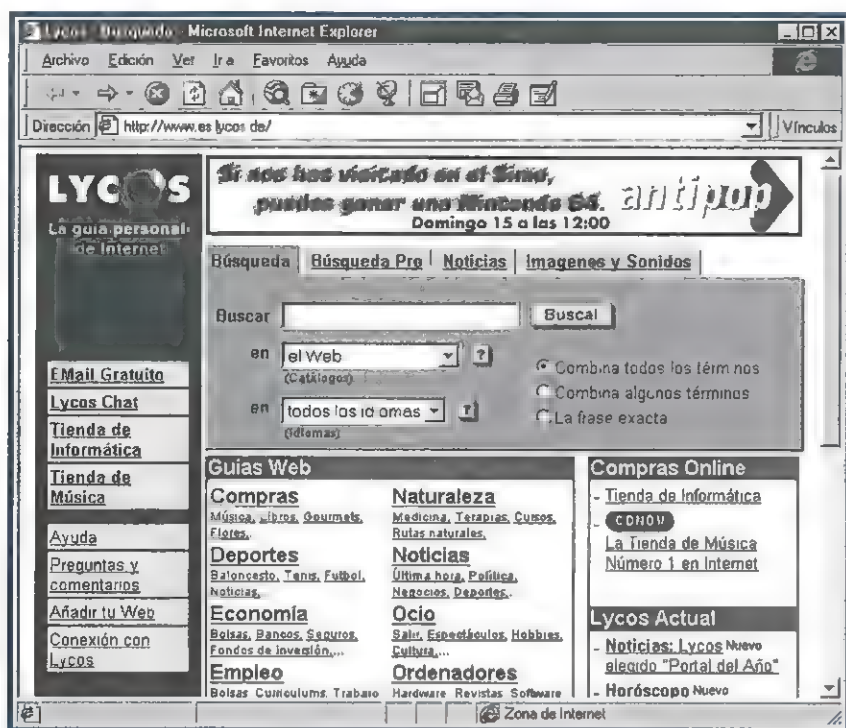 Lycos Búsqueda - Microsoft Internet Explorer
Archivo Edición Ver Ir a Favoritos Ayuda
Dirección http://www.es.lycos.de/ Vínculos
LYCOS
La guía personal
de Internet
Si nos has visitado en el Simo,
puedes ganar una Nintendo 64.
Domingo 15 a las 12:00
antipop
Búsqueda Búsqueda Pro Noticias Imagenes y Sonidos
Buscar Buscal
en el Web ?
(Catálogos)
en todos los idiomas ?
(idiomas)
Combina todos los términos
Combina algunos términos
La frase exacta
EMail Gratuito
Lycos Chat
Tienda de
Informática
Tienda de
Música
Ayuda
Preguntas y
comentarios
Añadir tu Web
Conexión con
Lycos
Guias Web
Compras
Música, Libros, Gourmets,
Flores,.
Deportes
Baloncesto, Tenis, Futbol,
Noticias,
Economía
Bolsas, Bancos, Seguros,
Fondos de inversión,...
Empleo
Bolsas Curriculums Trabajo
Naturaleza
Medicina, Terapias, Cursos,
Rutas naturales,
Noticias
Última hora, Política,
Negocios, Deportes,.
Ocio
Salir, Espectáculos, Hobbies,
Cultura,...
Ordenadores
Hardware Revistas Software
Compras Online
- Tienda de Informática
- CDNOW
La Tienda de Música
Número 1 en Internet
Lycos Actual
- Noticias: Lycos Nuevo
elegido "Portal del Año"
- Horóscopo Nuevo
Zona de Internet